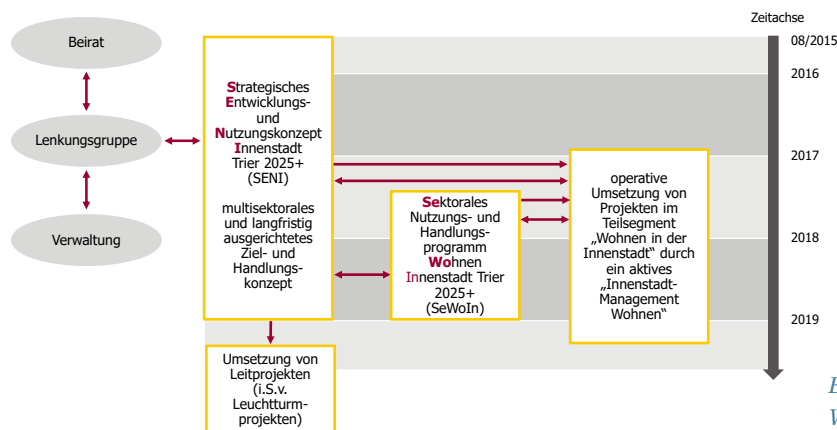 Zeitachse
08/2015
2016
2017
2018
2019
Beirat
Lenkungsgruppe
Verwaltung
Strategisches
Entwicklungs-
und
Nutzungskonzept
Innenstadt
Trier 2025+
(SENI)
multisektorales
und langfristig
ausgerichtetes
Ziel- und
Handlungs-
konzept
Umsetzung von
Leitprojekten
(i.S.v.
Leuchtturm-
projekten)
Sektorales
Nutzungs- und
Handlungs-
programm
Wohnen
Innenstadt Trier
2025+
(SeWoIn)
operative
Umsetzung von
Projekten im
Teilsegment
„Wohnen in der
Innenstadt“ durch
ein aktives
„Innenstadt-
Management
Wohnen“